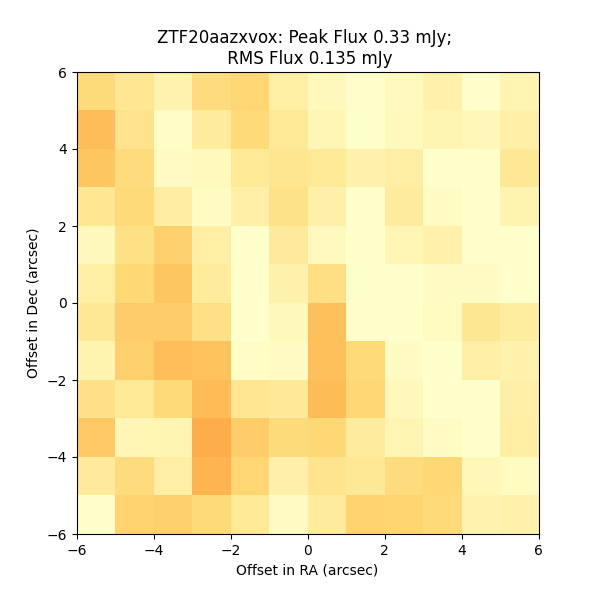 ZTF20aazxvox: Peak Flux 0.33 mJy;
RMS Flux 0.135 mJy
6
4
2
0
−2
−4
−6
Offset in Dec (arcsec)
−6 −4 −2 0 2 4 6
Offset in RA (arcsec)